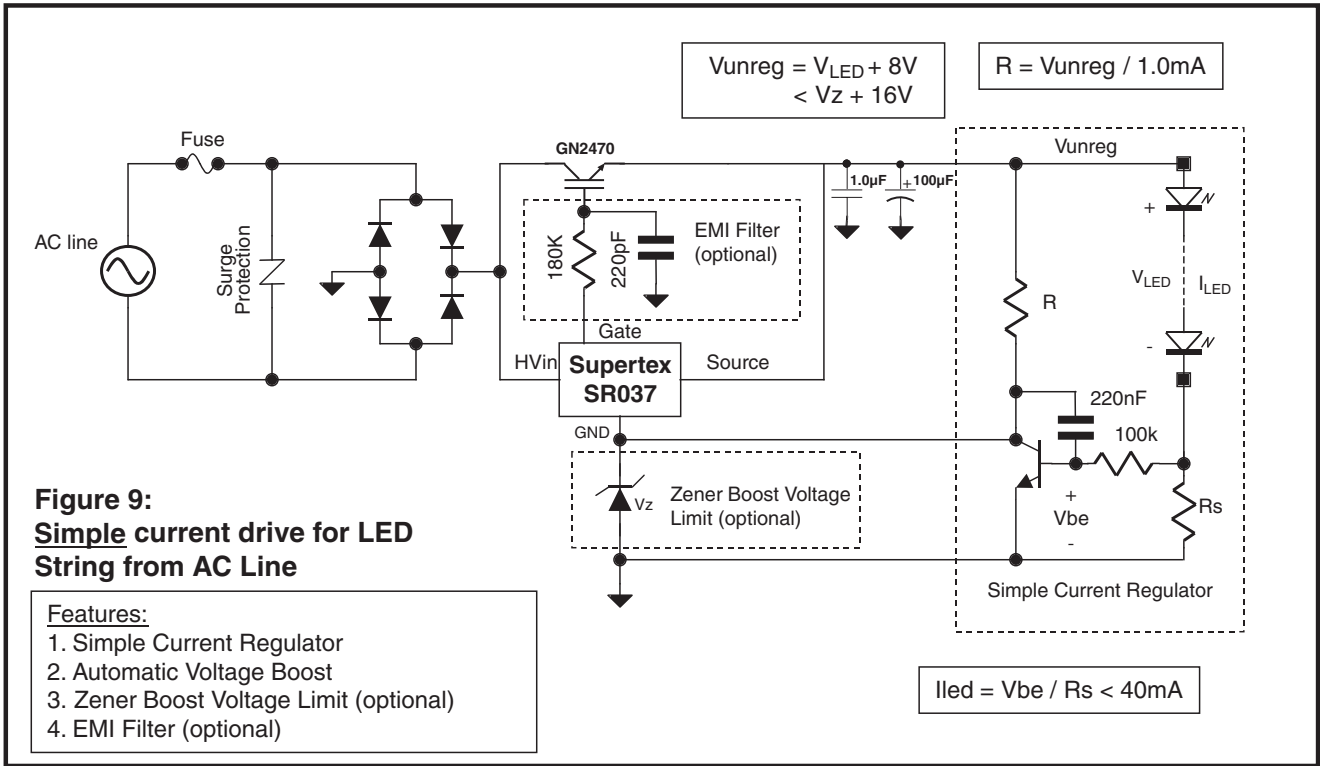 Vunreg = VLED + 8V
< Vz + 16V
R = Vunreg / 1.0mA
Fuse
GN2470
Vunreg
1.0µF
+
100µF
AC line
Surge
Protection
180K
220pF
EMI Filter
(optional)
+
VLED
ILED
R
-
Gate
HVin
Supertex
SR037
Source
GND
220nF
100k
Vz
Zener Boost Voltage
Limit (optional)
+
Vbe
-
Rs
Simple Current Regulator
Figure 9:
Simple current drive for LED
String from AC Line
Features:
1. Simple Current Regulator
2. Automatic Voltage Boost
3. Zener Boost Voltage Limit (optional)
4. EMI Filter (optional)
Iled = Vbe / Rs < 40mA